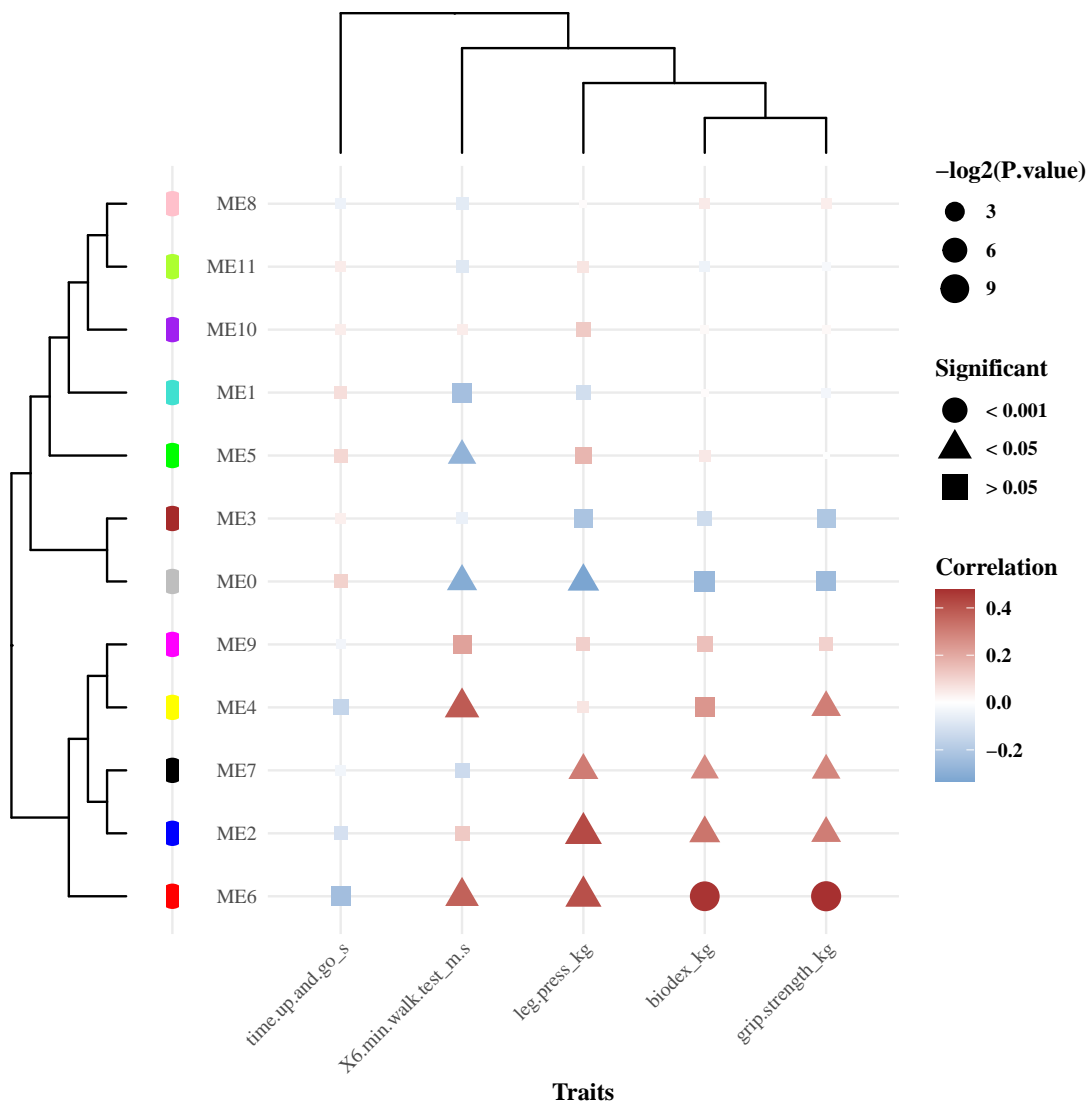 ME8
ME11
ME10
ME1
ME5
ME3
ME0
ME9
ME4
ME7
ME2
ME6
time.up.and.go_s
X6.min.walk.test_m.s
leg.press_kg
biodex_kg
grip.strength_kg
Traits
−log2(P.value)
3
6
9
Significant
< 0.001
< 0.05
> 0.05
Correlation
0.4
0.2
0.0
−0.2